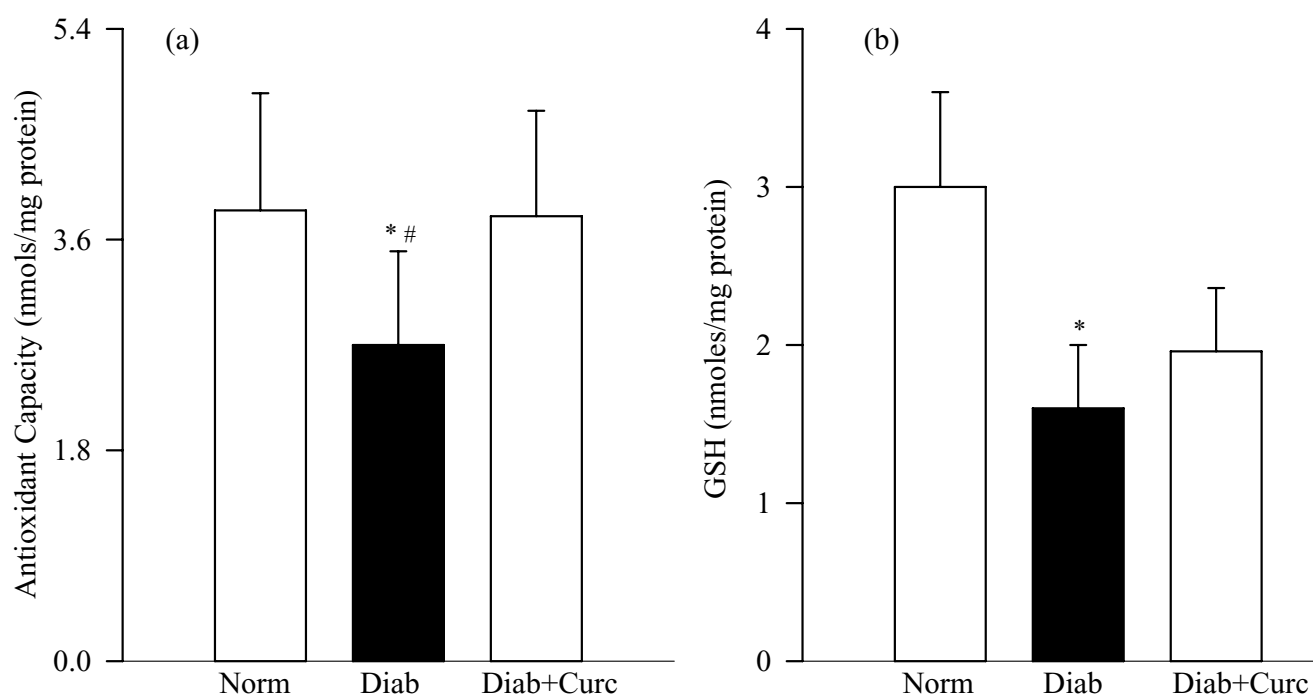 (a)
Antioxidant Capacity (nmols/mg protein)
5.4
3.6
1.8
0.0
* #
Norm
Diab
Diab+Curc
(b)
GSH (nmoles/mg protein)
4
3
2
1
0
*
Norm
Diab
Diab+Curc